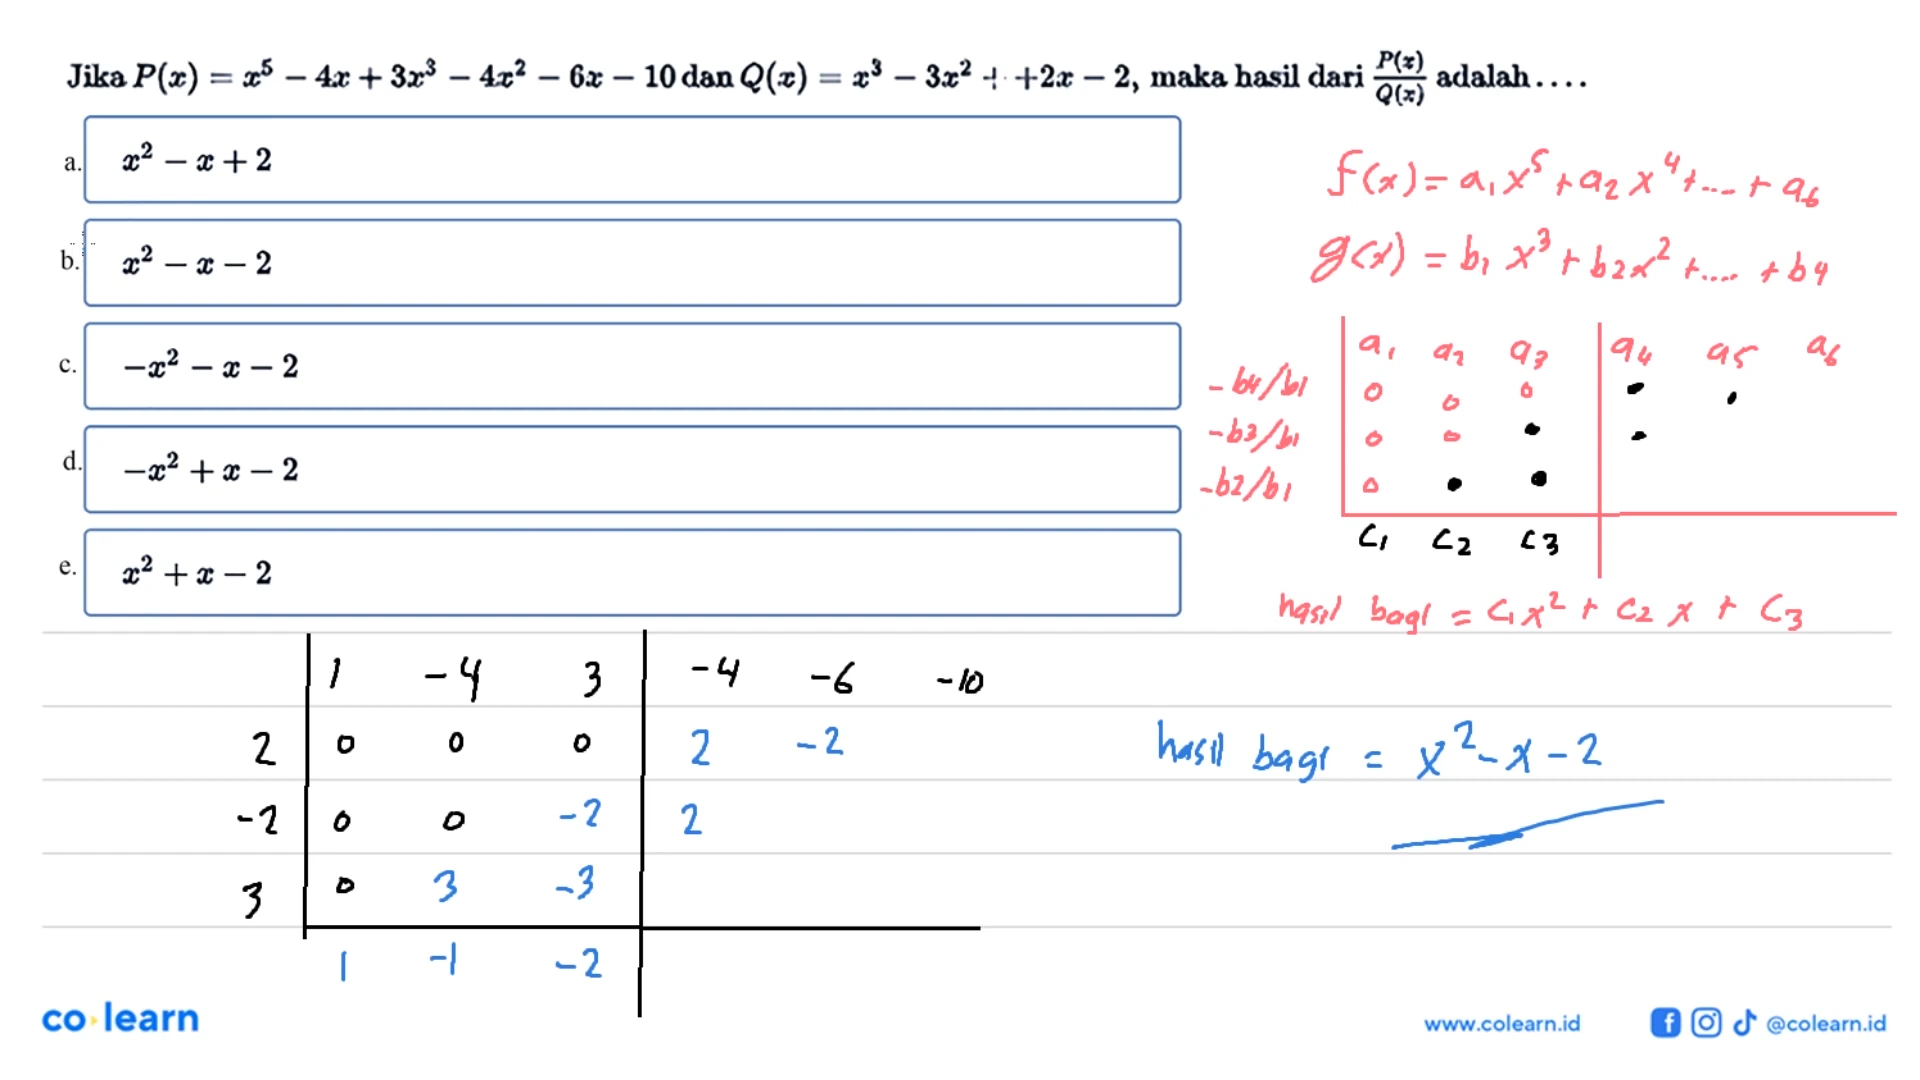 Jika P(x) = x⁵ − 4x + 3x³ − 4x² − 6x − 10 dan Q(x) = x³ − 3x² + +2x − 2, maka hasil dari P(x)/Q(x) adalah . . . .
a. x² − x + 2
b. x² − x − 2
c. −x² − x − 2
d. −x² + x − 2
e. x² + x − 2
f(x) = a₁x⁵ + a₂x⁴ + ... + a₆
g(x) = b₁x³ + b₂x² + .... + b₄
a₁ a₂ a₃ a₄ a₅ a₆
-b4/b1 0 0 0
-b3/b1 0 0
-b2/b1 0
c₁ c₂ c₃
hasil bagi = c₁x² + c₂x + c₃
1 -4 3 -4 -6 -10
2 0 0 0 2 -2
-2 0 0 -2 2
3 0 3 -3
1 -1 -2
hasil bagi = x² - x - 2
co learn
www.colearn.id
@colearn.id